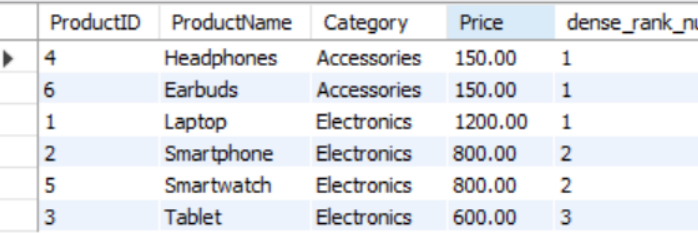 ProductID ProductName Category Price dense_rank_nu
4 Headphones Accessories 150.00 1
6 Earbuds Accessories 150.00 1
1 Laptop Electronics 1200.00 1
2 Smartphone Electronics 800.00 2
5 Smartwatch Electronics 800.00 2
3 Tablet Electronics 600.00 3